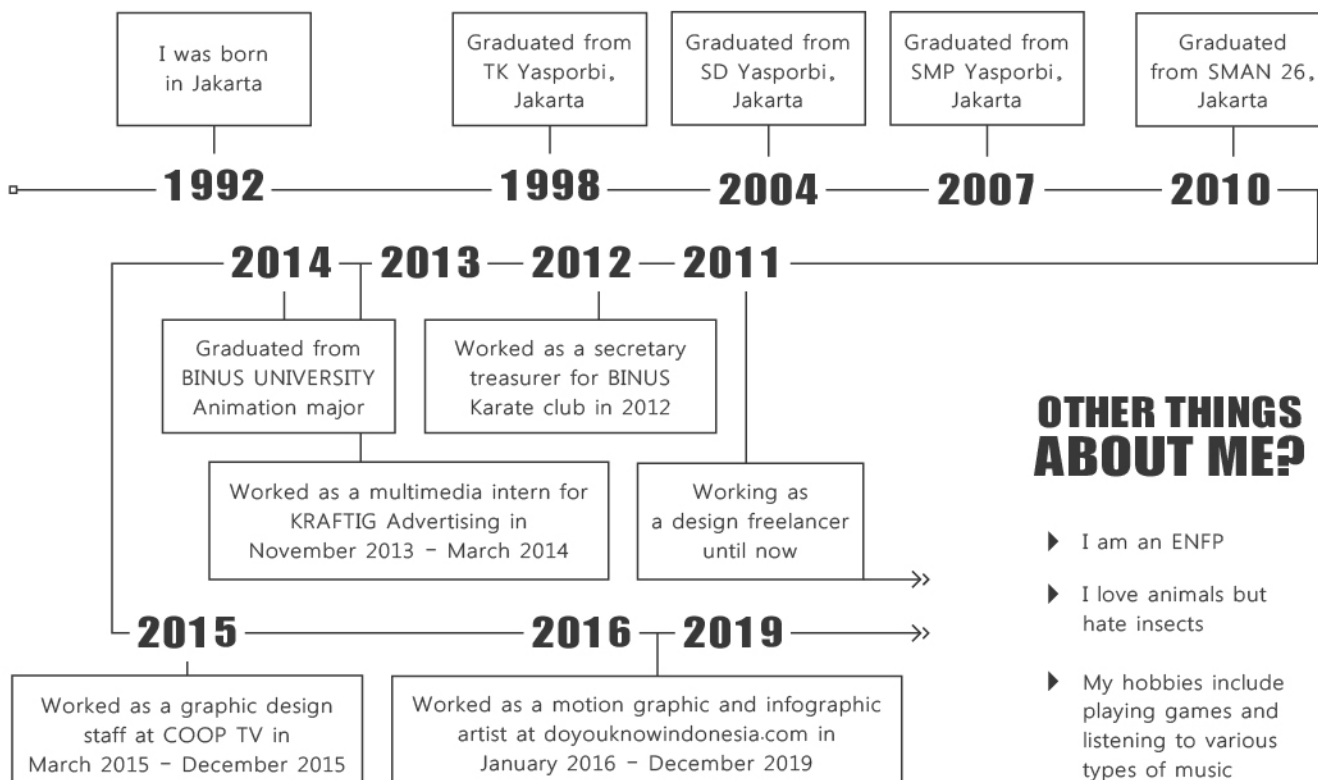 I was born
in Jakarta
Graduated from
TK Yasporbi,
Jakarta
Graduated from
SD Yasporbi,
Jakarta
Graduated from
SMP Yasporbi,
Jakarta
Graduated
from SMAN 26,
Jakarta
1992
1998
2004
2007
2010
2014
2013
2012
2011
Graduated from
BINUS UNIVERSITY
Animation major
Worked as a secretary
treasurer for BINUS
Karate club in 2012
Worked as a multimedia intern for
KRAFTIG Advertising in
November 2013 – March 2014
Working as
a design freelancer
until now
2015
2016
2019
Worked as a graphic design
staff at COOP TV in
March 2015 – December 2015
Worked as a motion graphic and infographic
artist at doyouknowindonesia.com in
January 2016 – December 2019
OTHER THINGS
ABOUT ME?
I am an ENFP
I love animals but
hate insects
My hobbies include
playing games and
listening to various
types of music